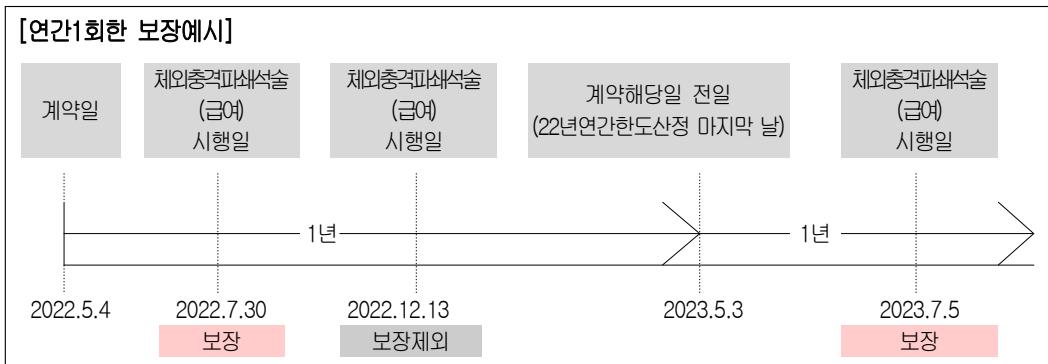 [연간1회한 보장예시]
계약일
체외충격파쇄석술
(급여)
시행일
체외충격파쇄석술
(급여)
시행일
계약해당일 전일
(22년연간한도산정 마지막 날)
체외충격파쇄석술
(급여)
시행일
1년
1년
2022.5.4
2022.7.30
2022.12.13
2023.5.3
2023.7.5
보장
보장제외
보장